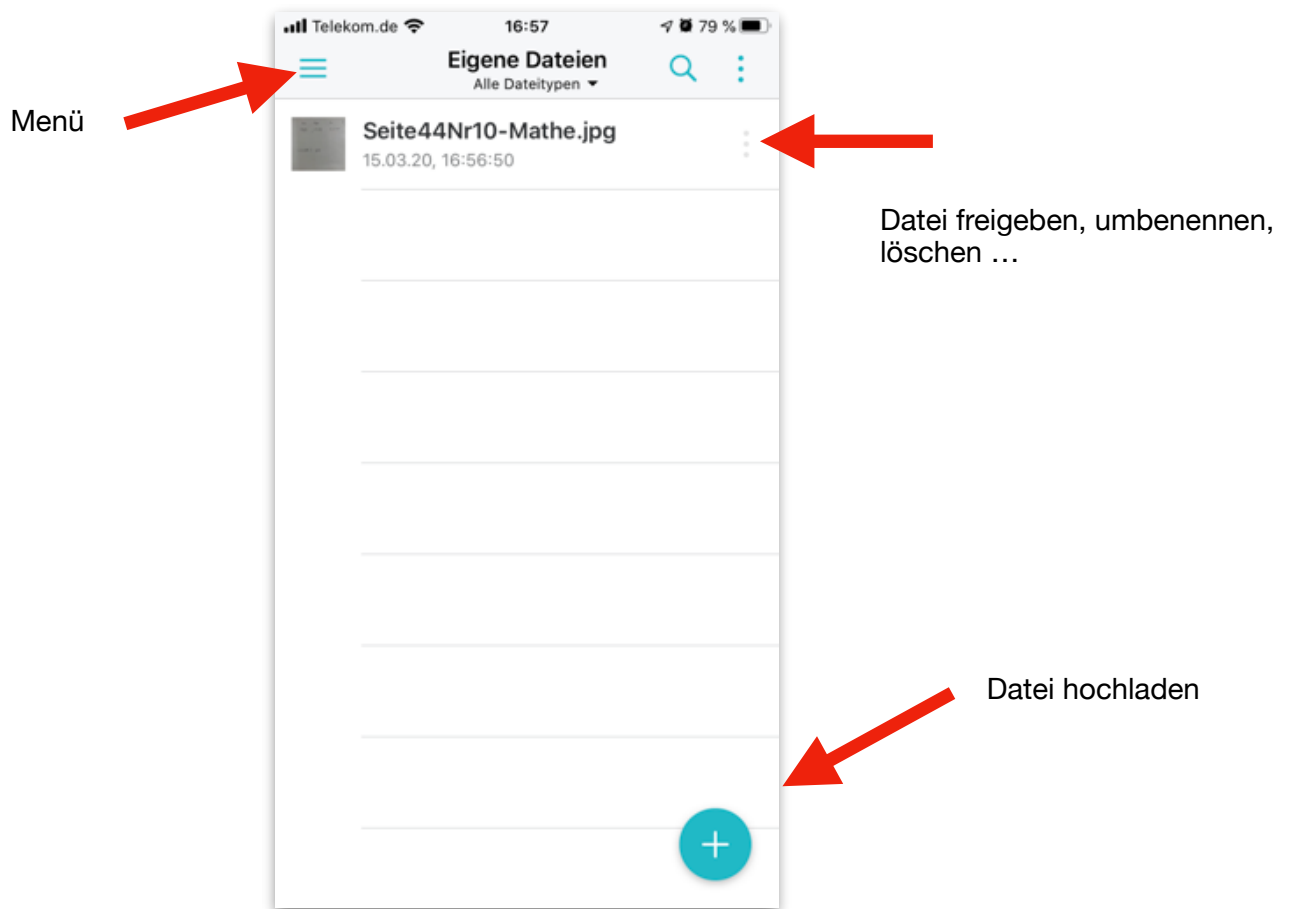 Telekom.de 16:57 79 %
Eigene Dateien
Alle Dateitypen
Menü
Seite44Nr10-Mathe.jpg
15.03.20, 16:56:50
Datei freigeben, umbenennen,
löschen …
Datei hochladen